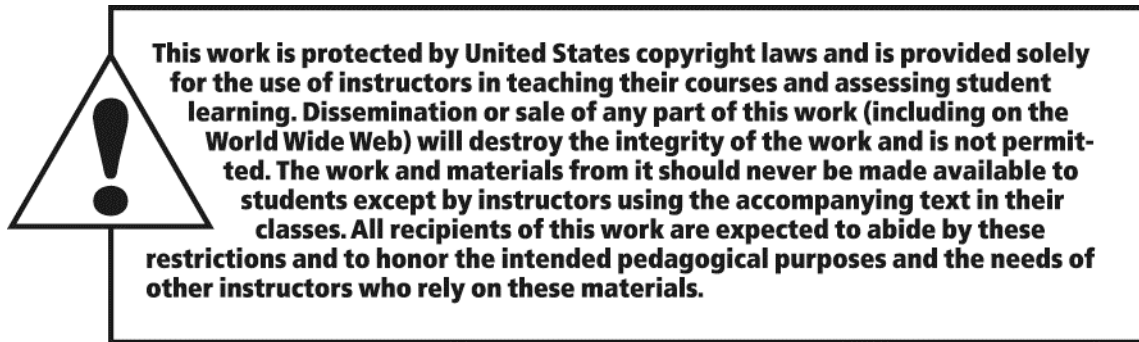 This work is protected by United States copyright laws and is provided solely
for the use of instructors in teaching their courses and assessing student
learning. Dissemination or sale of any part of this work (including on the
World Wide Web) will destroy the integrity of the work and is not permit-
ted. The work and materials from it should never be made available to
students except by instructors using the accompanying text in their
classes. All recipients of this work are expected to abide by these
restrictions and to honor the intended pedagogical purposes and the needs of
other instructors who rely on these materials.